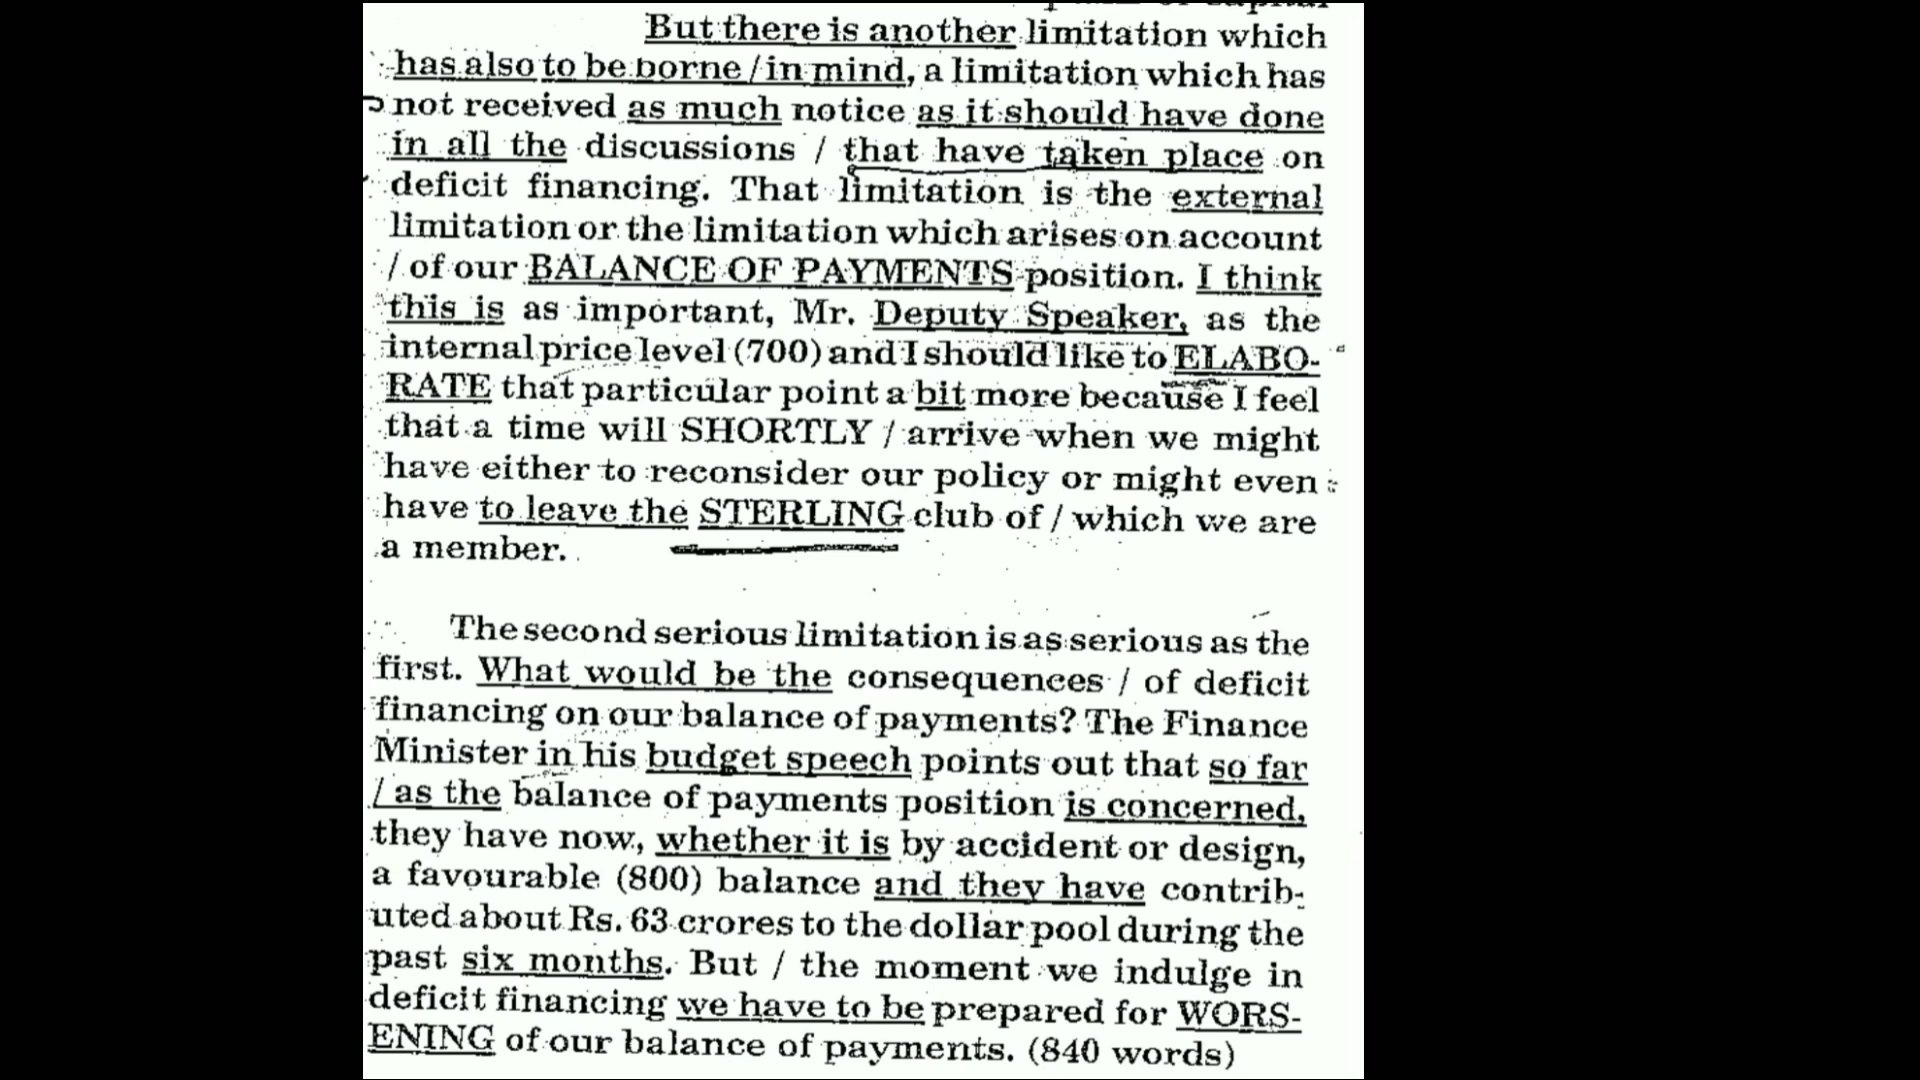 capital
But there is another limitation which
has also to be borne / in mind, a limitation which has
not received as much notice as it should have done
in all the discussions / that have taken place on
deficit financing. That limitation is the external
limitation or the limitation which arises on account
/ of our BALANCE OF PAYMENTS position. I think
this is as important, Mr. Deputy Speaker, as the
internal price level (700) and I should like to ELABO-
RATE that particular point a bit more because I feel
that a time will SHORTLY / arrive when we might
have either to reconsider our policy or might even
have to leave the STERLING club of / which we are
a member.
The second serious limitation is as serious as the
first. What would be the consequences / of deficit
financing on our balance of payments? The Finance
Minister in his budget speech points out that so far
/ as the balance of payments position is concerned,
they have now, whether it is by accident or design,
a favourable (800) balance and they have contrib-
uted about Rs. 63 crores to the dollar pool during the
past six months. But / the moment we indulge in
deficit financing we have to be prepared for WORS-
ENING of our balance of payments. (840 words)